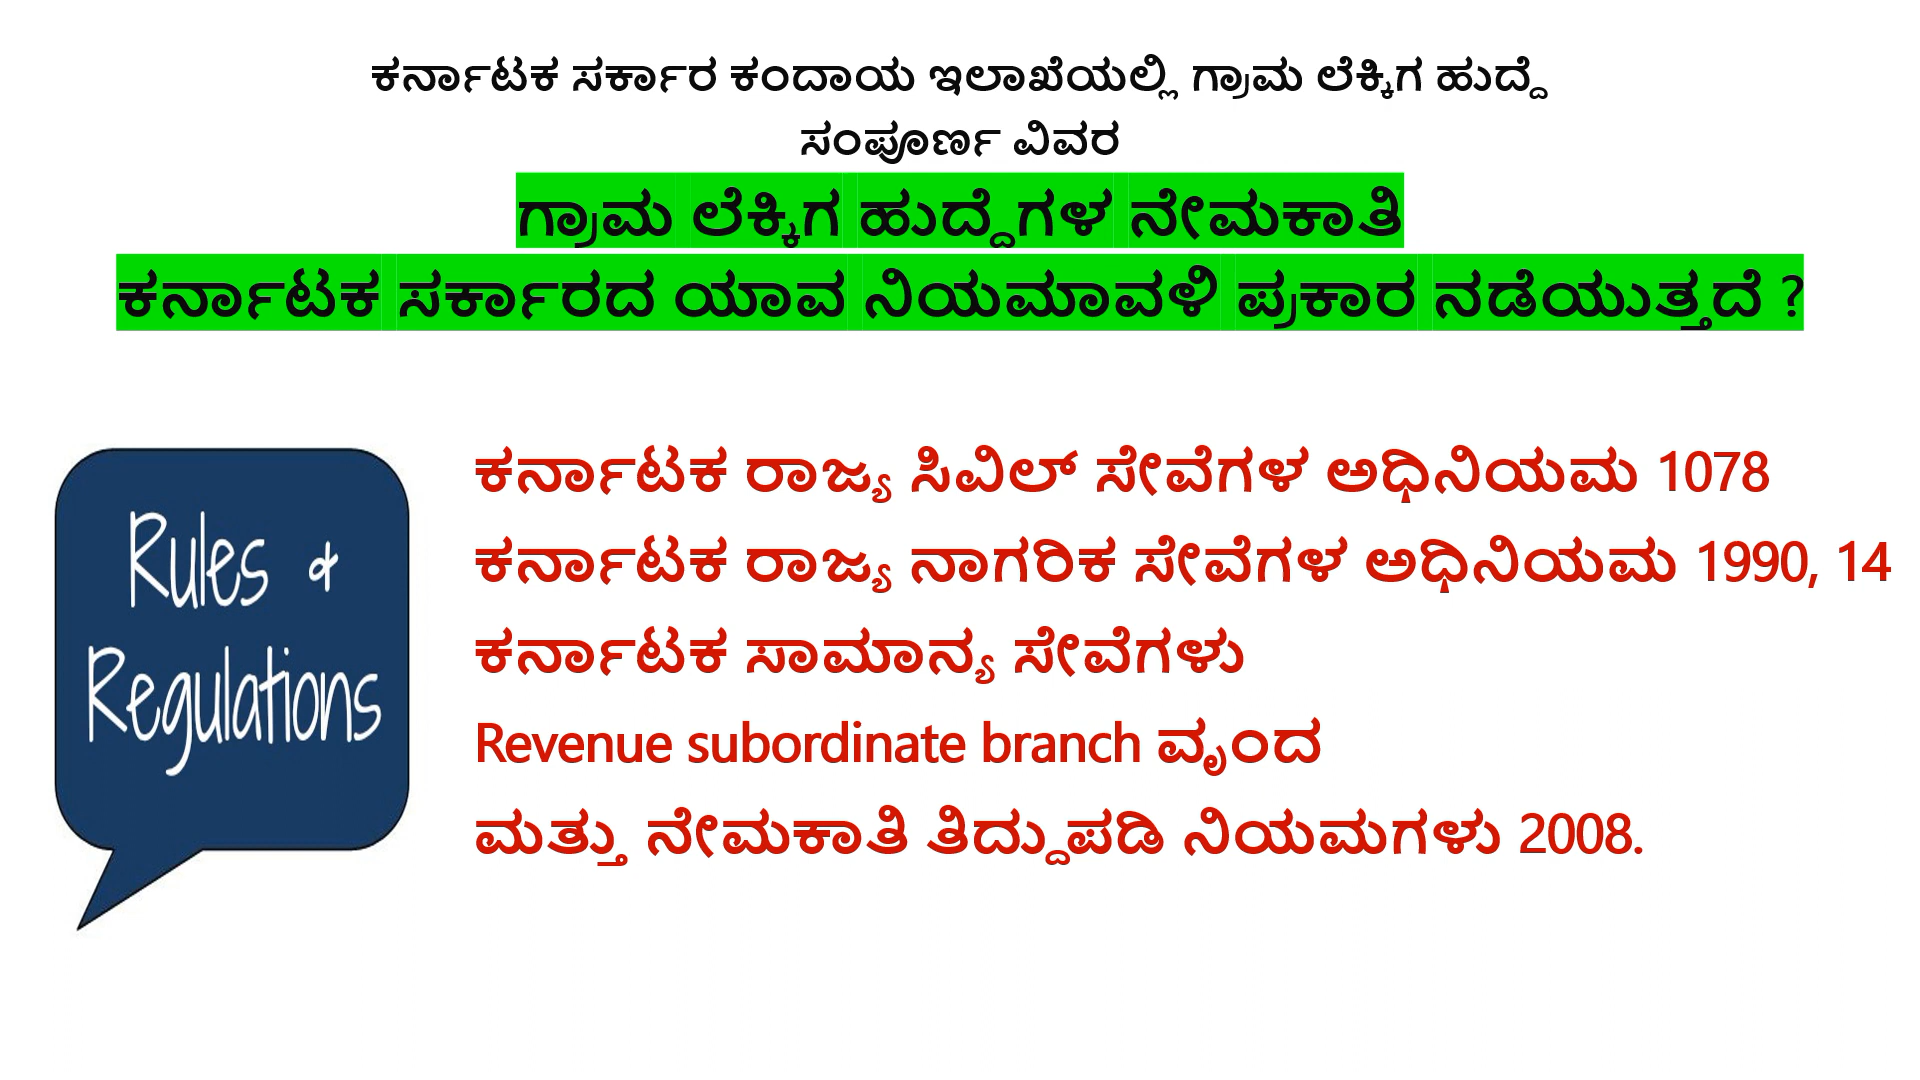 ಕರ್ನಾಟಕ ಸರ್ಕಾರ ಕಂದಾಯ ಇಲಾಖೆಯಲ್ಲಿ ಗ್ರಾಮ ಲೆಕ್ಕಿಗ ಹುದ್ದೆ
ಸಂಪೂರ್ಣ ವಿವರ
ಗ್ರಾಮ ಲೆಕ್ಕಿಗ ಹುದ್ದೆಗಳ ನೇಮಕಾತಿ
ಕರ್ನಾಟಕ ಸರ್ಕಾರದ ಯಾವ ನಿಯಮಾವಳಿ ಪ್ರಕಾರ ನಡೆಯುತ್ತದೆ ?
Rules &
Regulations
ಕರ್ನಾಟಕ ರಾಜ್ಯ ಸಿವಿಲ್ ಸೇವೆಗಳ ಅಧಿನಿಯಮ 1078
ಕರ್ನಾಟಕ ರಾಜ್ಯ ನಾಗರಿಕ ಸೇವೆಗಳ ಅಧಿನಿಯಮ 1990, 14
ಕರ್ನಾಟಕ ಸಾಮಾನ್ಯ ಸೇವೆಗಳು
Revenue subordinate branch ವೃಂದ
ಮತ್ತು ನೇಮಕಾತಿ ತಿದ್ದುಪಡಿ ನಿಯಮಗಳು 2008.